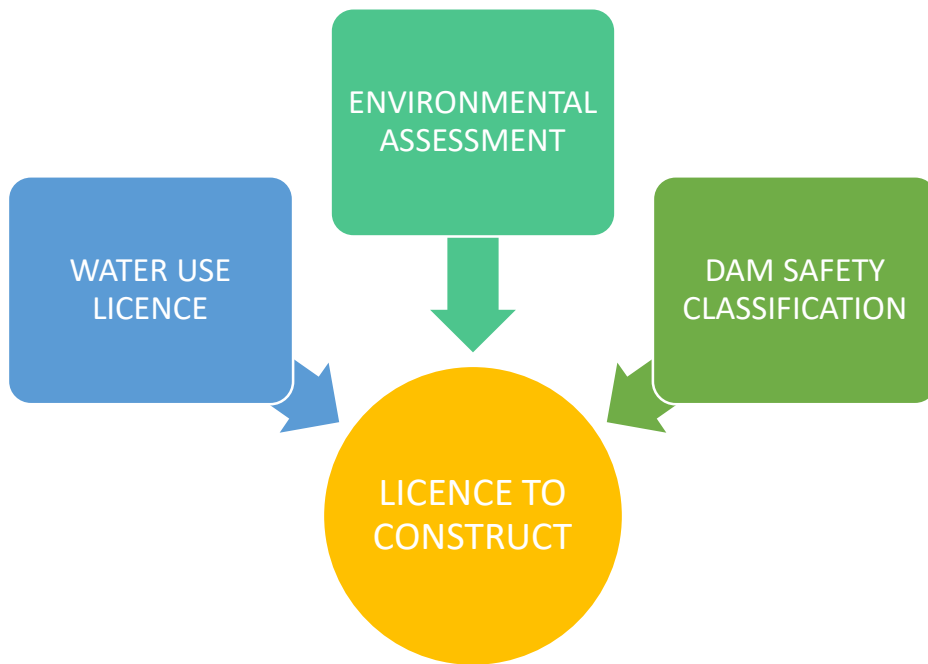 ENVIRONMENTAL
ASSESSMENT
WATER USE
LICENCE
DAM SAFETY
CLASSIFICATION
LICENCE TO
CONSTRUCT